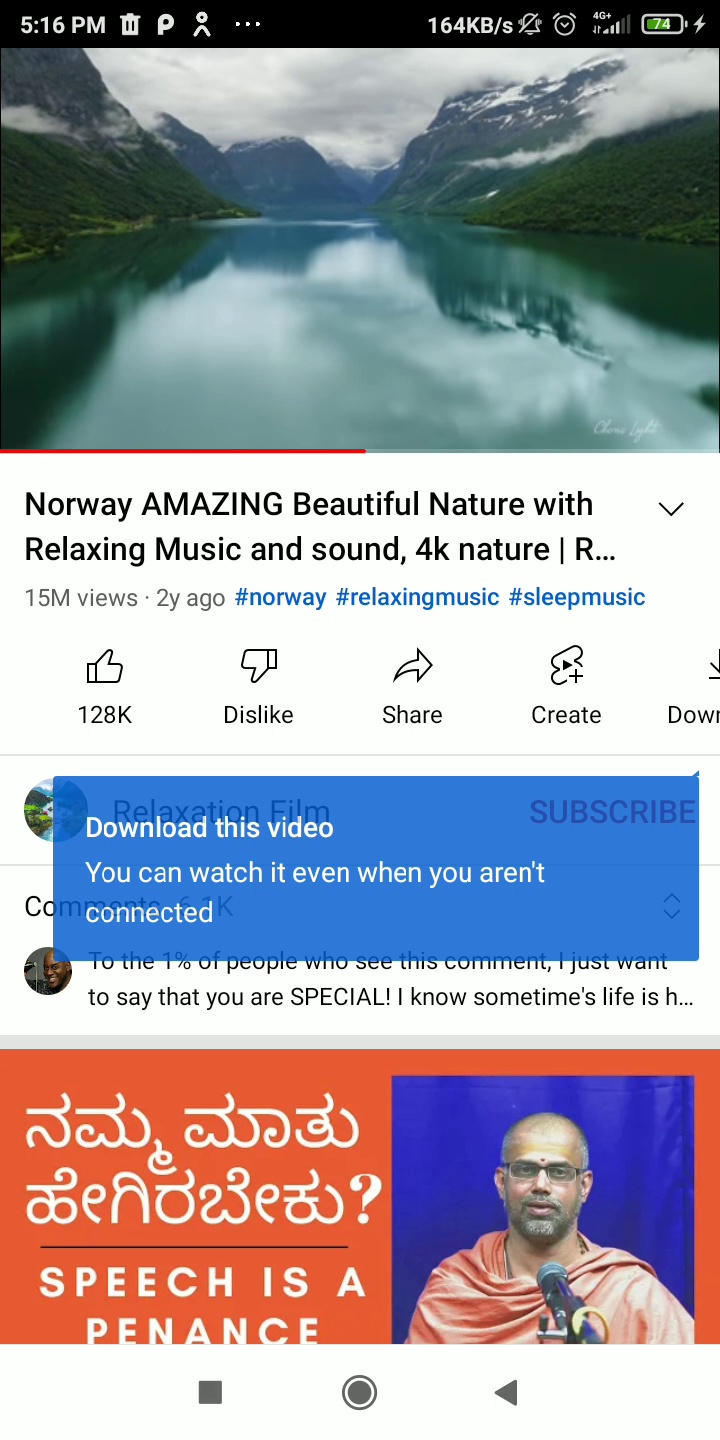 5:16 PM
164KB/s
4G+
74
Chous Light
Norway AMAZING Beautiful Nature with
Relaxing Music and sound, 4k nature | R...
15M views · 2y ago #norway #relaxingmusic #sleepmusic
128K
Dislike
Share
Create
Down
Relaxation Film
SUBSCRIBE
Download this video
You can watch it even when you aren't
connected
Comments 6.1K
To the 1% of people who see this comment, I just want
to say that you are SPECIAL! I know sometime's life is h...
ನಮ್ಮ ಮಾತು
ಹೇಗಿರಬೇಕು?
SPEECH IS A
PENANCE